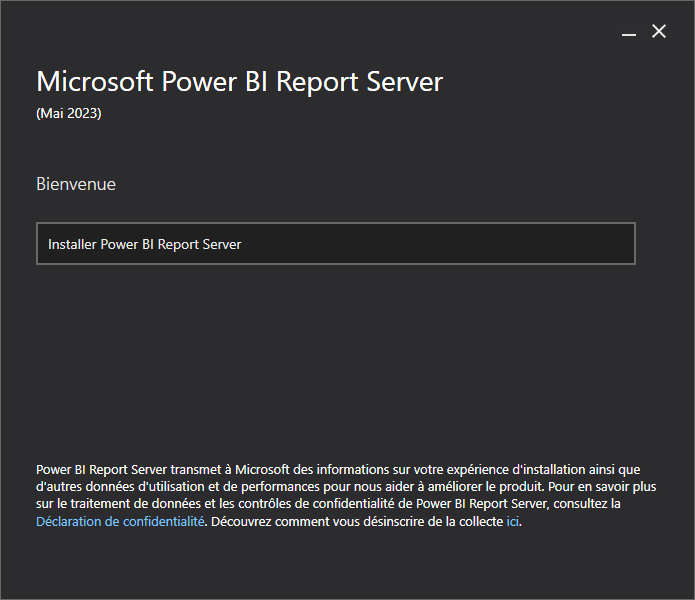 Microsoft Power BI Report Server
(Mai 2023)
Bienvenue
Installer Power BI Report Server
Power BI Report Server transmet à Microsoft des informations sur votre expérience d'installation ainsi que
d'autres données d'utilisation et de performances pour nous aider à améliorer le produit. Pour en savoir plus
sur le traitement de données et les contrôles de confidentialité de Power BI Report Server, consultez la
Déclaration de confidentialité. Découvrez comment vous désinscrire de la collecte ici.